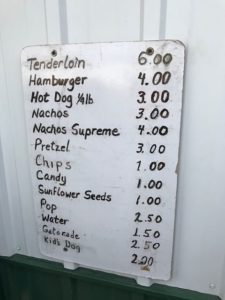 Tenderloin 6.00
Hamburger 4.00
Hot Dog 1/4lb 3.00
Nachos 3.00
Nachos Supreme 4.00
Pretzel 3.00
Chips 1.00
Candy 1.00
Sunflower Seeds 1.00
Pop 2.50
Water 1.50
Gatorade 2.50
Kid's Dog 2.00